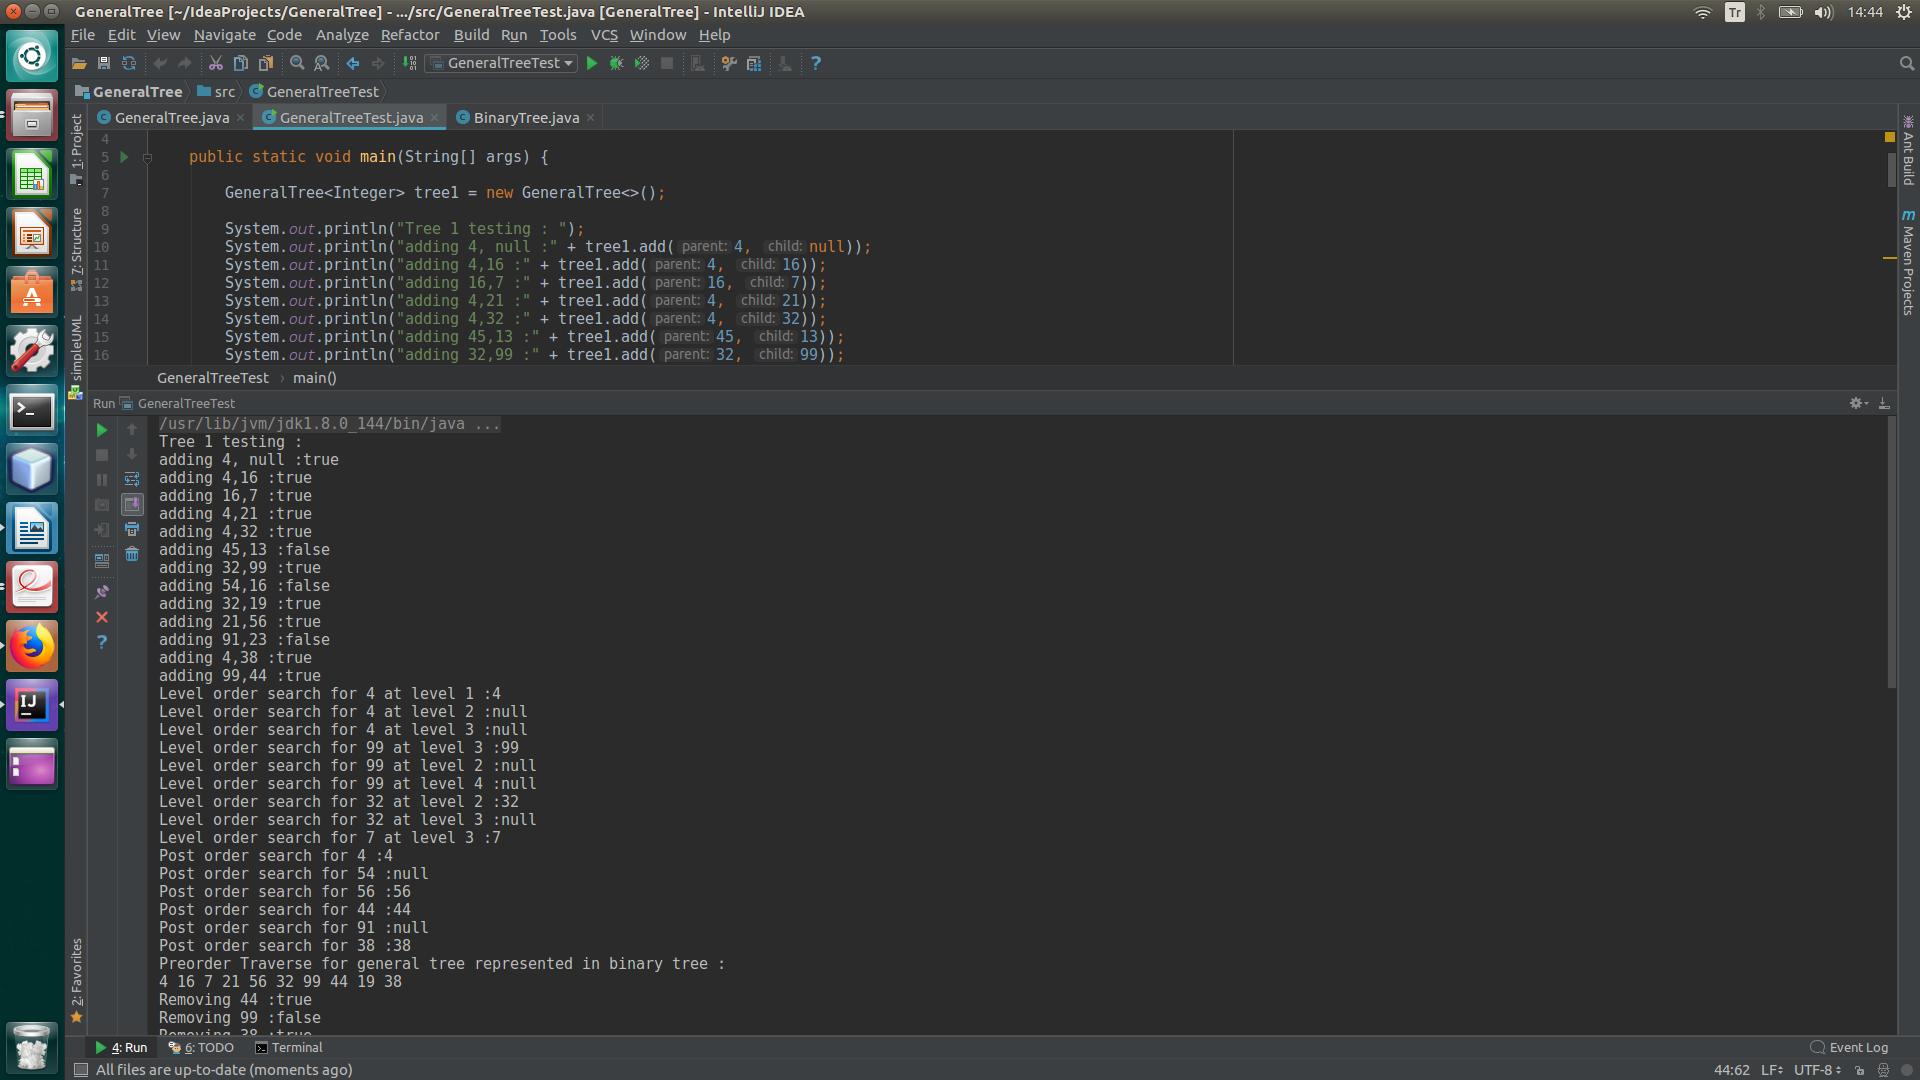 GeneralTree [~/IdeaProjects/GeneralTree] - .../src/GeneralTreeTest.java [GeneralTree] - IntelliJ IDEA
Tr
14:44
File Edit View Navigate Code Analyze Refactor Build Run Tools VCS Window Help
GeneralTreeTest
GeneralTree src GeneralTreeTest
GeneralTree.java GeneralTreeTest.java BinaryTree.java
1: Project
7: Structure
simpleUML
2: Favorites
Ant Build
Maven Projects
4
5 public static void main(String[] args) {
6
7 GeneralTree<Integer> tree1 = new GeneralTree<>();
8
9 System.out.println("Tree 1 testing : ");
10 System.out.println("adding 4, null :" + tree1.add( parent: 4, child: null));
11 System.out.println("adding 4,16 :" + tree1.add( parent: 4, child: 16));
12 System.out.println("adding 16,7 :" + tree1.add( parent: 16, child: 7));
13 System.out.println("adding 4,21 :" + tree1.add( parent: 4, child: 21));
14 System.out.println("adding 4,32 :" + tree1.add( parent: 4, child: 32));
15 System.out.println("adding 45,13 :" + tree1.add( parent: 45, child: 13));
16 System.out.println("adding 32,99 :" + tree1.add( parent: 32, child: 99));
GeneralTreeTest › main()
Run GeneralTreeTest
/usr/lib/jvm/jdk1.8.0_144/bin/java ...
Tree 1 testing :
adding 4, null :true
adding 4,16 :true
adding 16,7 :true
adding 4,21 :true
adding 4,32 :true
adding 45,13 :false
adding 32,99 :true
adding 54,16 :false
adding 32,19 :true
adding 21,56 :true
adding 91,23 :false
adding 4,38 :true
adding 99,44 :true
Level order search for 4 at level 1 :4
Level order search for 4 at level 2 :null
Level order search for 4 at level 3 :null
Level order search for 99 at level 3 :99
Level order search for 99 at level 2 :null
Level order search for 99 at level 4 :null
Level order search for 32 at level 2 :32
Level order search for 32 at level 3 :null
Level order search for 7 at level 3 :7
Post order search for 4 :4
Post order search for 54 :null
Post order search for 56 :56
Post order search for 44 :44
Post order search for 91 :null
Post order search for 38 :38
Preorder Traverse for general tree represented in binary tree :
4 16 7 21 56 32 99 44 19 38
Removing 44 :true
Removing 99 :false
Removing 38 :true
4: Run 6: TODO Terminal Event Log
All files are up-to-date (moments ago) 44:62 LF UTF-8